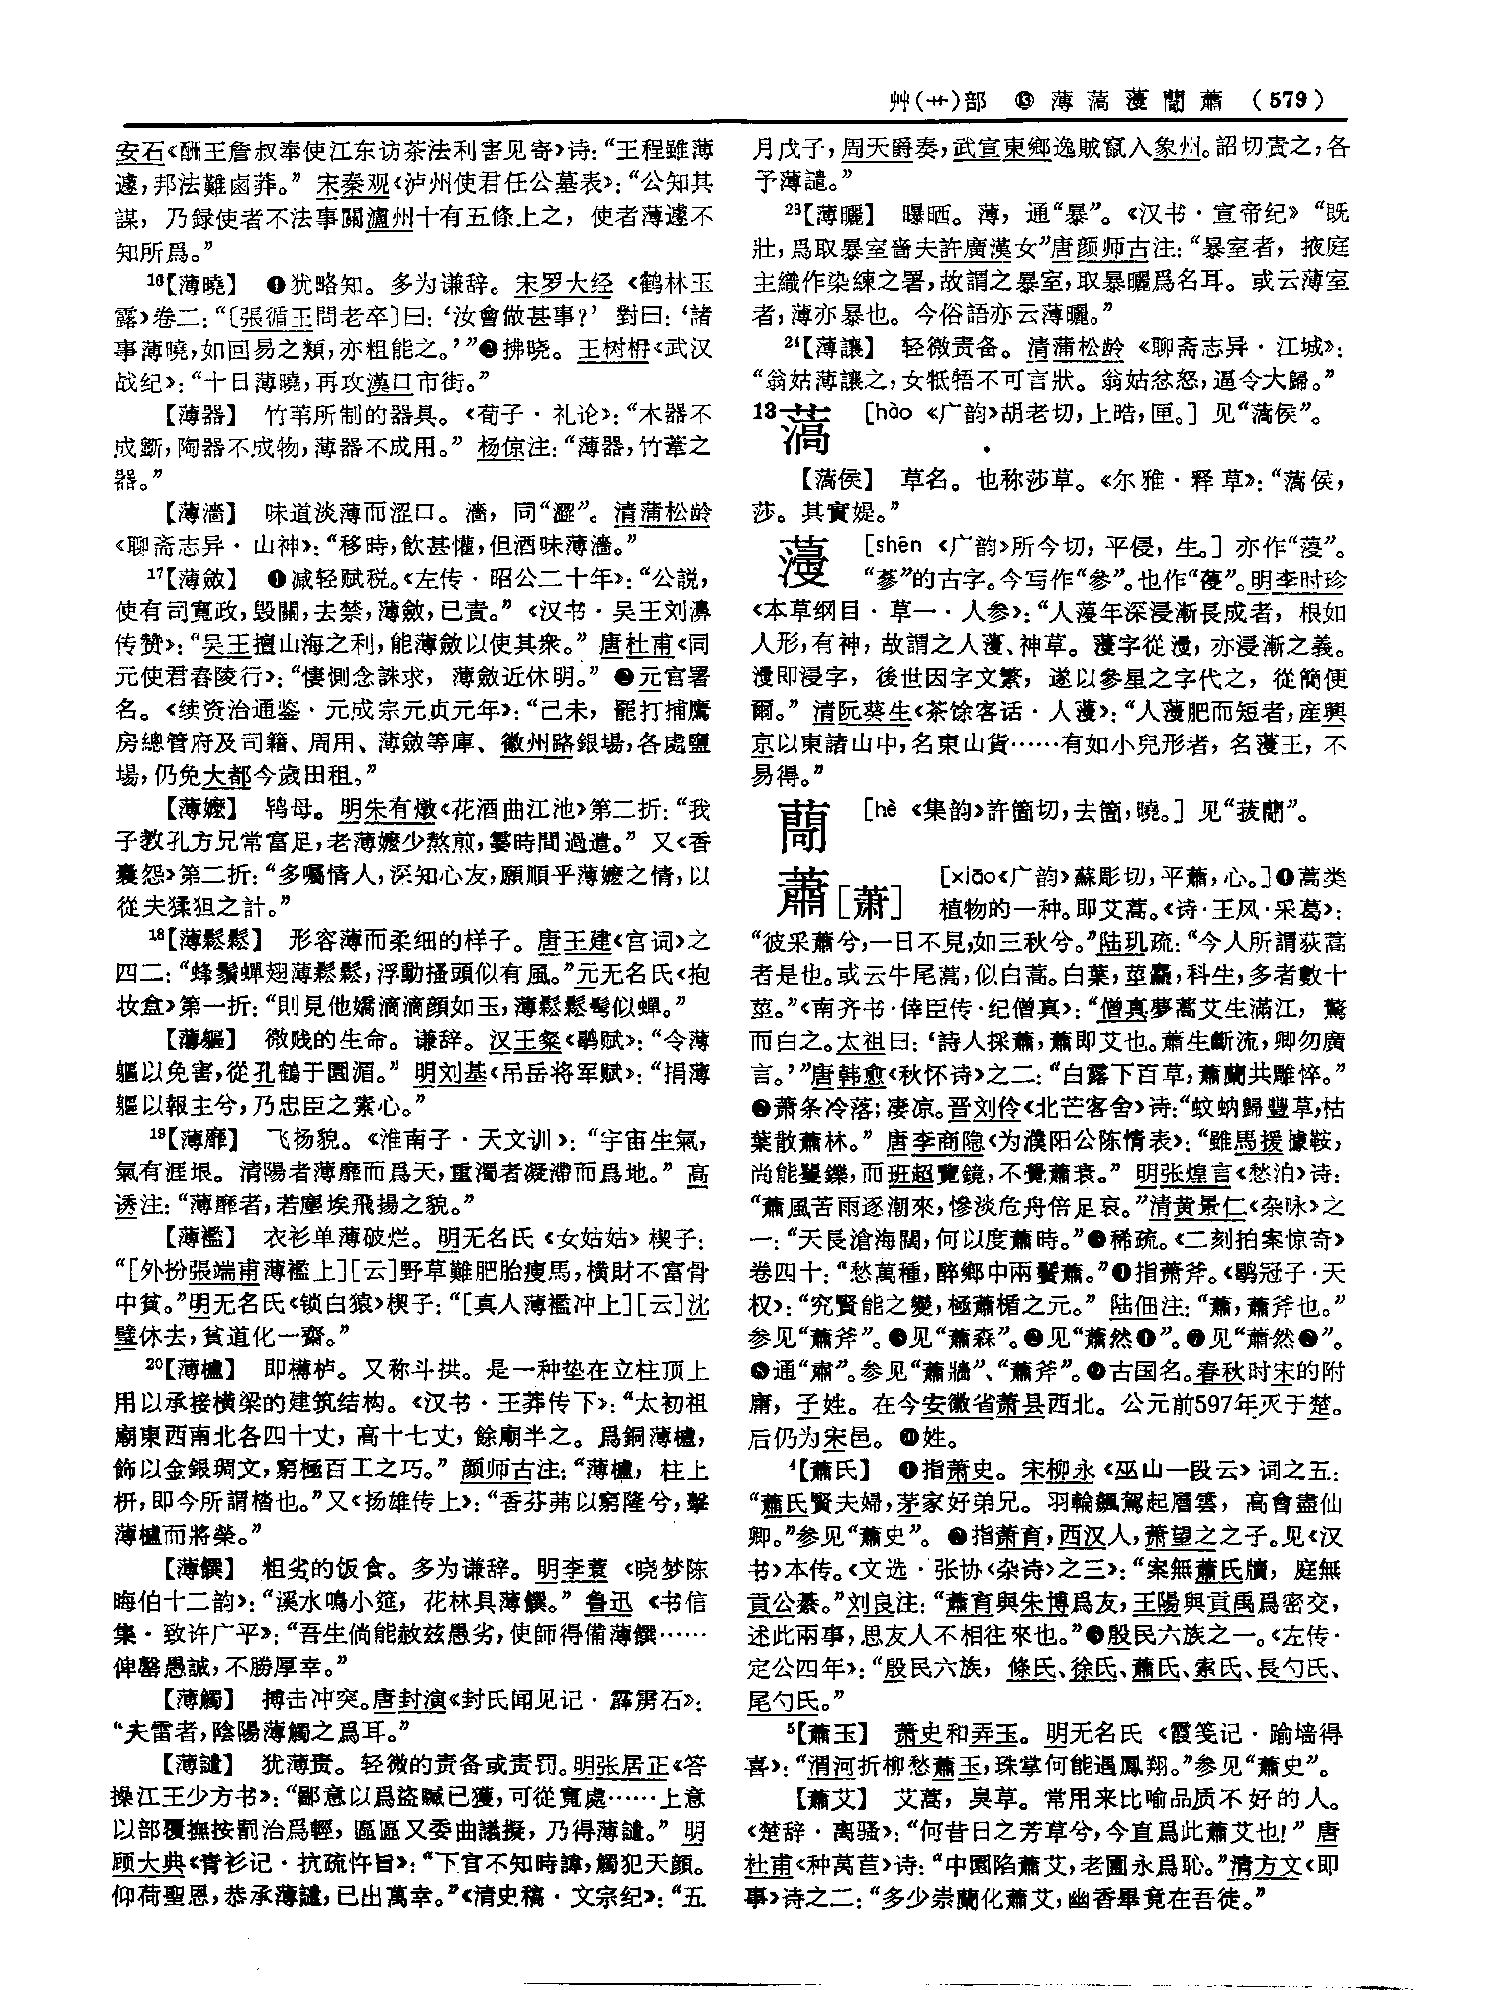 艸(艹)部 ⓭ 薄 薃 蓡 䕎 蕭 (579)
安石《酬王詹叔奉使江东访茶法利害见寄》诗：“王程雖薄
遽，邦法難鹵莽。” 宋秦观《泸州使君任公墓表》：“公知其
謀，乃録使者不法事關瀘州十有五條上之，使者薄遽不
知所爲。”
16【薄曉】 ❶犹略知。多为谦辞。宋罗大经《鹤林玉
露》卷二：“〔張循王問老卒〕曰：‘汝會做甚事？’ 對曰：‘諸
事薄曉，如回易之類，亦粗能之。’”❷拂晓。王树枬《武汉
战纪》：“十日薄曉，再攻漢口市街。”
【薄器】 竹苇所制的器具。《荀子·礼论》：“木器不
成斵，陶器不成物，薄器不成用。” 杨倞注：“薄器，竹葦之
器。”
【薄濇】 味道淡薄而涩口。濇，同“澀”。清蒲松龄
《聊斋志异·山神》：“移時，飲甚懽，但酒味薄濇。”
17【薄斂】 ❶减轻赋税。《左传·昭公二十年》：“公説，
使有司寬政，毁關，去禁，薄斂，已責。” 《汉书·吴王刘濞
传赞》：“吴王擅山海之利，能薄斂以使其衆。” 唐杜甫《同
元使君舂陵行》：“悽惻念誅求，薄斂近休明。” ❷元官署
名。《续资治通鉴·元成宗元贞元年》：“己未，罷打捕鷹
房總管府及司籍、周用、薄斂等庫、徽州路銀場，各處鹽
場，仍免大都今歲田租。”
【薄嬤】 鸨母。明朱有燉《花酒曲江池》第二折：“我
子教孔方兄常富足，老薄嬤少熬煎，霎時間過遣。” 又《香
囊怨》第二折：“多囑情人，深知心友，願順乎薄嬤之情，以
從夫猱狙之計。”
18【薄鬆鬆】 形容薄而柔细的样子。唐王建《宫词》之
四二：“蜂鬚蟬翅薄鬆鬆，浮動搔頭似有風。”元无名氏《抱
妆盒》第一折：“則見他嬌滴滴顔如玉，薄鬆鬆髩似蟬。”
【薄軀】 微贱的生命。谦辞。汉王粲《鹖赋》：“令薄
軀以免害，從孔鶴于園湄。” 明刘基《吊岳将军赋》：“捐薄
軀以報主兮，乃忠臣之素心。”
19【薄靡】 飞扬貌。《淮南子·天文训》：“宇宙生氣，
氣有涯垠。清陽者薄靡而爲天，重濁者凝滯而爲地。” 高
诱注：“薄靡者，若塵埃飛揚之貌。”
【薄襤】 衣衫单薄破烂。明无名氏《女姑姑》楔子：
“[外扮張端甫薄襤上][云]野草難肥胎瘦馬，横財不富骨
中貧。”明无名氏《锁白猿》楔子：“[真人薄襤冲上][云]沈
璧休去，貧道化一齋。”
20【薄櫨】 即欂栌。又称斗拱。是一种垫在立柱顶上
用以承接横梁的建筑结构。《汉书·王莽传下》：“太初祖
廟東西南北各四十丈，高十七丈，餘廟半之。爲銅薄櫨，
飾以金銀琱文，窮極百工之巧。” 颜师古注：“薄櫨，柱上
枅，即今所謂楷也。”又《扬雄传上》：“香芬茀以窮隆兮，擊
薄櫨而將榮。”
【薄饌】 粗劣的饭食。多为谦辞。明李蓘《晓梦陈
晦伯十二韵》：“溪水鳴小筵，花林具薄饌。” 鲁迅《书信
集·致许广平》：“吾生倘能赦兹愚劣，使師得備薄饌……
俾罄愚誠，不勝厚幸。”
【薄觸】 搏击冲突。唐封演《封氏闻见记·霹雳石》：
“夫雷者，陰陽薄觸之爲耳。”
【薄譴】 犹薄责。轻微的责备或责罚。明张居正《答
操江王少方书》：“鄙意以爲盜贓已獲，可從寬處……上意
以部覆撫按罰治爲輕，區區又委曲議擬，乃得薄譴。” 明
顾大典《青衫记·抗疏忤旨》：“下官不知時諱，觸犯天顔。
仰荷聖恩，恭承薄譴，已出萬幸。”《清史稿·文宗纪》：“五
月戊子，周天爵奏，武宣東鄉逸賊竄入象州。詔切責之，各
予薄譴。”
23【薄曬】 曝晒。薄，通“暴”。《汉书·宣帝纪》“既
壯，爲取暴室嗇夫許廣漢女”唐颜师古注：“暴室者，掖庭
主織作染練之署，故謂之暴室，取暴曬爲名耳。或云薄室
者，薄亦暴也。今俗語亦云薄曬。”
24【薄讓】 轻微责备。清蒲松龄《聊斋志异·江城》：
“翁姑薄讓之，女牴牾不可言狀。翁姑忿怒，逼令大歸。”
13薃 [hào 《广韵》胡老切，上晧，匣。] 见“薃侯”。
【薃侯】 草名。也称莎草。《尔雅·释草》：“薃侯，
莎。其實媞。”
薓 [shēn 《广韵》所今切，平侵，生。] 亦作“蓡”。
“蔘”的古字。今写作“参”。也作“葠”。明李时珍
《本草纲目·草一·人参》：“人薓年深浸漸長成者，根如
人形，有神，故謂之人薓、神草。薓字從濅，亦浸漸之義。
濅即浸字，後世因字文繁，遂以參星之字代之，從簡便
爾。” 清阮葵生《茶馀客话·人薓》：“人薓肥而短者，産興
京以東諸山中，名東山貨……有如小兒形者，名薓王，不
易得。”
䕎 [hè 《集韵》許箇切，去箇，曉。] 见“菝䕎”。
蕭[萧] [xiāo《广韵》蘇彫切，平蕭，心。]❶蒿类
植物的一种。即艾蒿。《诗·王风·采葛》：
“彼采蕭兮，一日不見，如三秋兮。”陆玑疏：“今人所謂荻蒿
者是也。或云牛尾蒿，似白蒿。白葉，莖麤，科生，多者數十
莖。”《南齐书·倖臣传·纪僧真》：“僧真夢蒿艾生滿江，驚
而白之。太祖曰：‘詩人採蕭，蕭即艾也。蕭生斷流，卿勿廣
言。’”唐韩愈《秋怀诗》之二：“白露下百草，蕭蘭共雕悴。”
❷萧条冷落；凄凉。晋刘伶《北芒客舍》诗：“蚊蚋歸豐草，枯
葉散蕭林。” 唐李商隐《为濮阳公陈情表》：“雖馬援據鞍，
尚能矍鑠，而班超覽鏡，不覺蕭衰。” 明张煌言《愁泊》诗：
“蕭風苦雨逐潮來，慘淡危舟倍足哀。”清黄景仁《杂咏》之
一：“天長滄海闊，何以度蕭時。”❸稀疏。《二刻拍案惊奇》
卷四十：“愁萬種，醉鄉中兩鬢蕭。”❹指萧斧。《鹖冠子·天
权》：“究賢能之變，極蕭楯之元。” 陆佃注：“蕭，蕭斧也。”
参见“蕭斧”。❺见“蕭森”。❻见“蕭然❶”。❼见“蕭然❷”。
❽通“肅”。参见“蕭牆”、“蕭斧”。❾古国名。春秋时宋的附
庸，子姓。在今安徽省萧县西北。公元前597年灭于楚。
后仍为宋邑。❿姓。
4【蕭氏】 ❶指萧史。宋柳永《巫山一段云》词之五：
“蕭氏賢夫婦，茅家好弟兄。羽輪飆駕起層雲，高會盡仙
卿。”参见“蕭史”。 ❷指萧育，西汉人，萧望之之子。见《汉
书》本传。《文选·张协〈杂诗〉之三》：“案無蕭氏牘，庭無
貢公綦。”刘良注：“蕭育與朱博爲友，王陽與貢禹爲密交，
述此兩事，思友人不相往來也。”❸殷民六族之一。《左传·
定公四年》：“殷民六族，條氏、徐氏、蕭氏、索氏、長勺氏、
尾勺氏。”
5【蕭玉】 萧史和弄玉。明无名氏《霞笺记·踰墙得
喜》：“渭河折柳愁蕭玉，珠掌何能遇鳳翔。”参见“蕭史”。
【蕭艾】 艾蒿，臭草。常用来比喻品质不好的人。
《楚辞·离骚》：“何昔日之芳草兮，今直爲此蕭艾也！” 唐
杜甫《种莴苣》诗：“中園陷蕭艾，老圃永爲恥。”清方文《即
事》诗之二：“多少崇蘭化蕭艾，幽香畢竟在吾徒。”